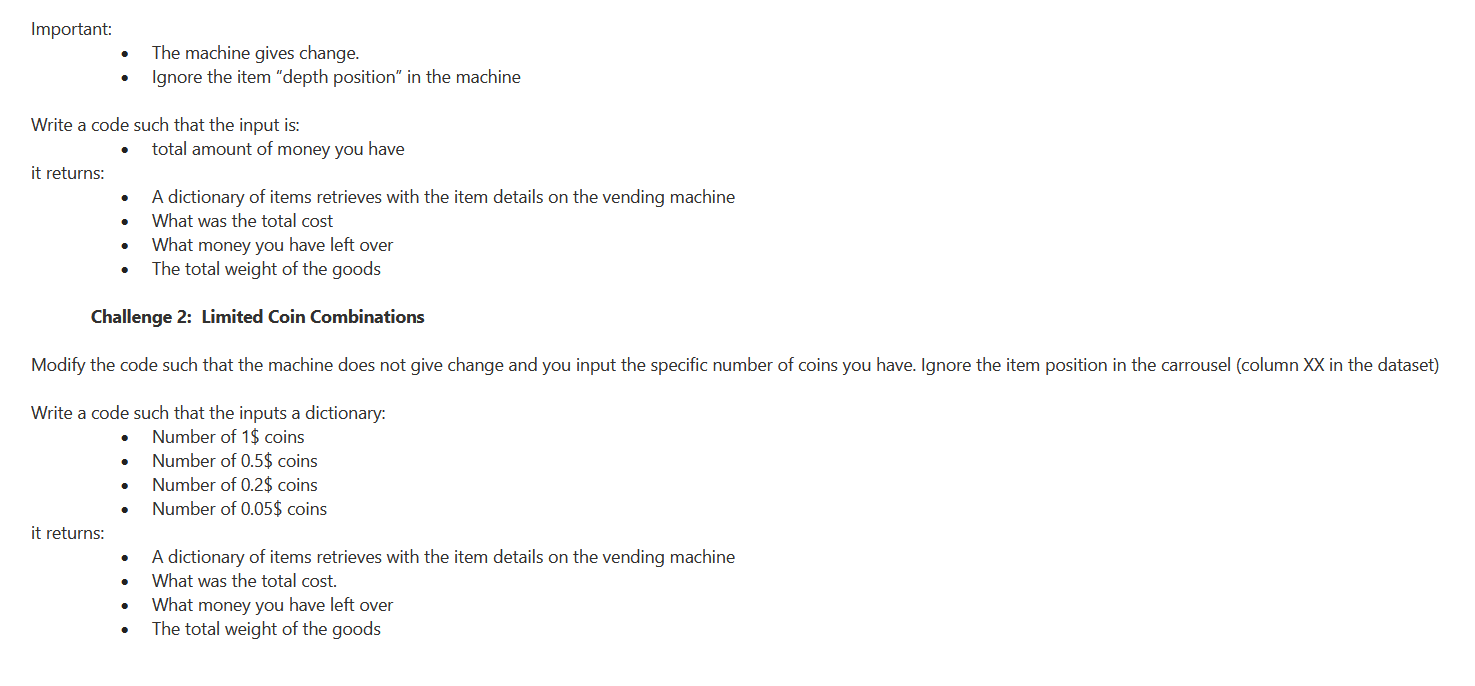 Important:
• The machine gives change.
• Ignore the item “depth position” in the machine
Write a code such that the input is:
• total amount of money you have
it returns:
• A dictionary of items retrieves with the item details on the vending machine
• What was the total cost
• What money you have left over
• The total weight of the goods
Challenge 2: Limited Coin Combinations
Modify the code such that the machine does not give change and you input the specific number of coins you have. Ignore the item position in the carrousel (column XX in the dataset)
Write a code such that the inputs a dictionary:
• Number of 1$ coins
• Number of 0.5$ coins
• Number of 0.2$ coins
• Number of 0.05$ coins
it returns:
• A dictionary of items retrieves with the item details on the vending machine
• What was the total cost.
• What money you have left over
• The total weight of the goods